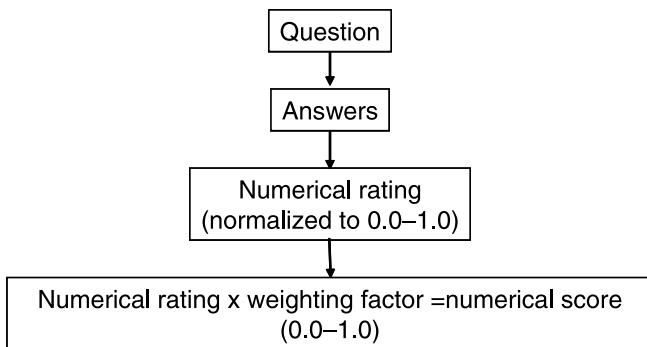 Question
Answers
Numerical rating
(normalized to 0.0–1.0)
Numerical rating x weighting factor =numerical score
(0.0–1.0)